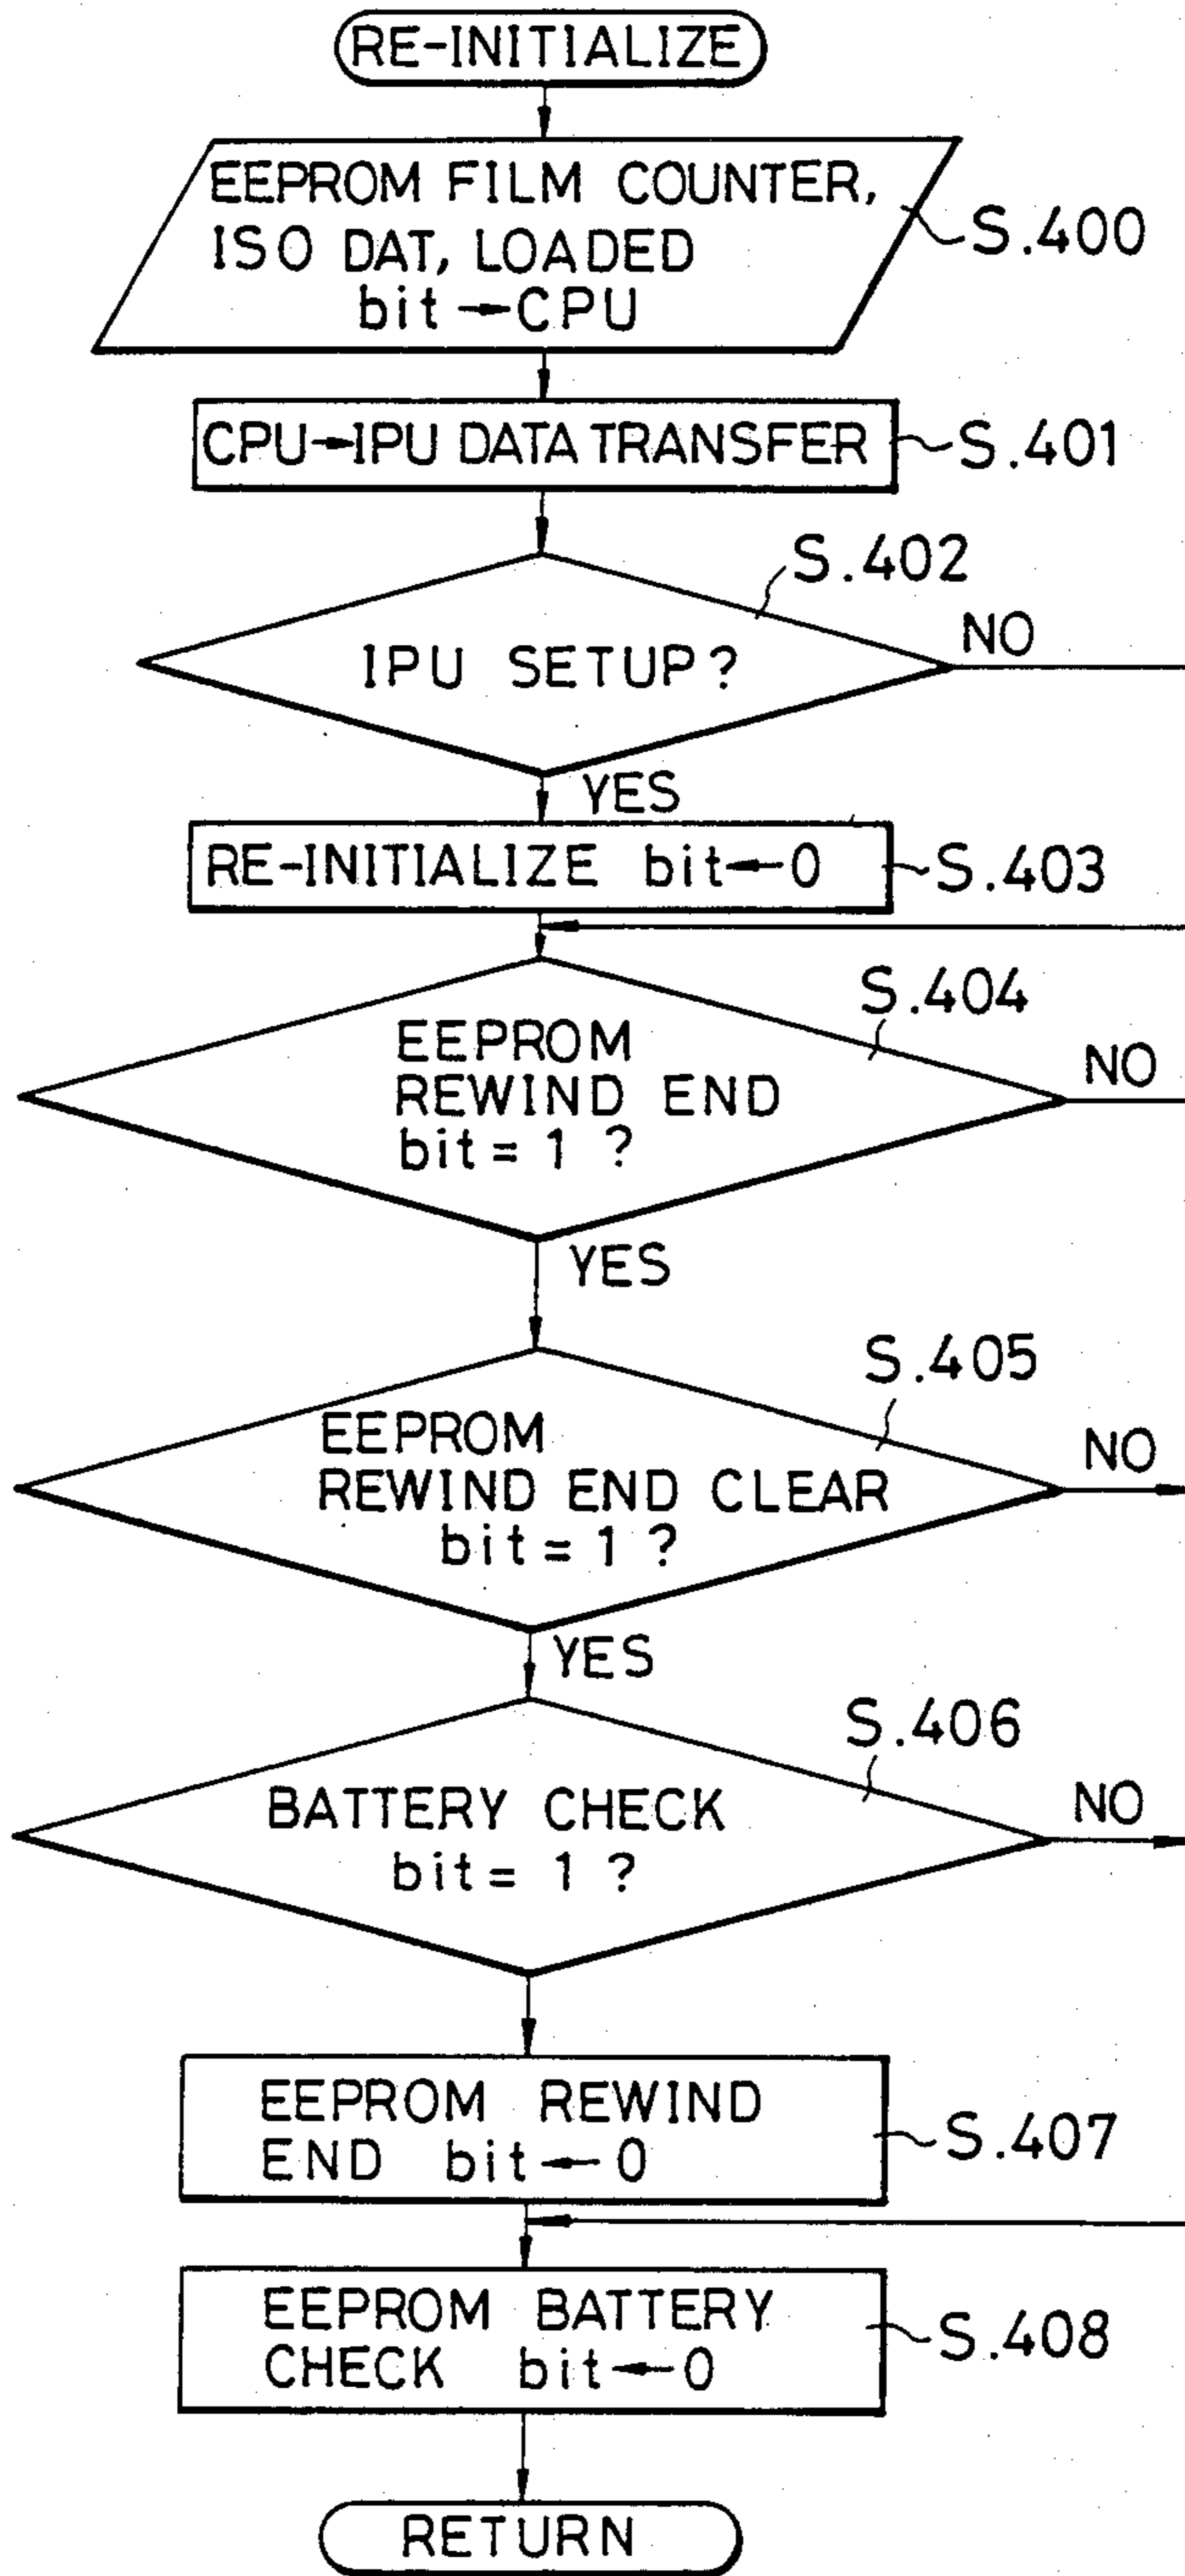 RE-INITIALIZE
EEPROM FILM COUNTER,
ISO DAT, LOADED
bit→CPU
S.400
CPU→IPU DATA TRANSFER
S.401
S.402
IPU SETUP?
NO
YES
RE-INITIALIZE bit←0
S.403
S.404
EEPROM
REWIND END
bit=1 ?
NO
YES
S.405
EEPROM
REWIND END CLEAR
bit=1 ?
NO
YES
S.406
BATTERY CHECK
bit=1 ?
NO
EEPROM REWIND
END bit←0
S.407
EEPROM BATTERY
CHECK bit←0
S.408
RETURN